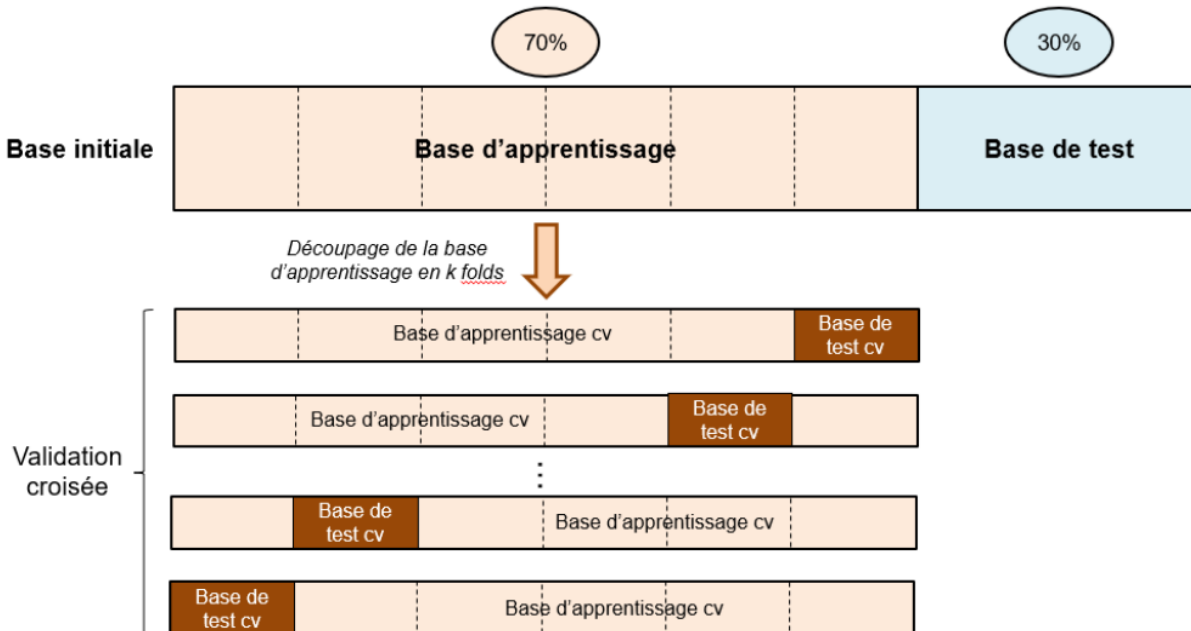 70%
30%
Base initiale
Base d'apprentissage
Base de test
Découpage de la base
d'apprentissage en k folds
Validation
croisée
Base d'apprentissage cv
Base de
test cv
Base d'apprentissage cv
Base de
test cv
⋮
Base de
test cv
Base d'apprentissage cv
Base de
test cv
Base d'apprentissage cv